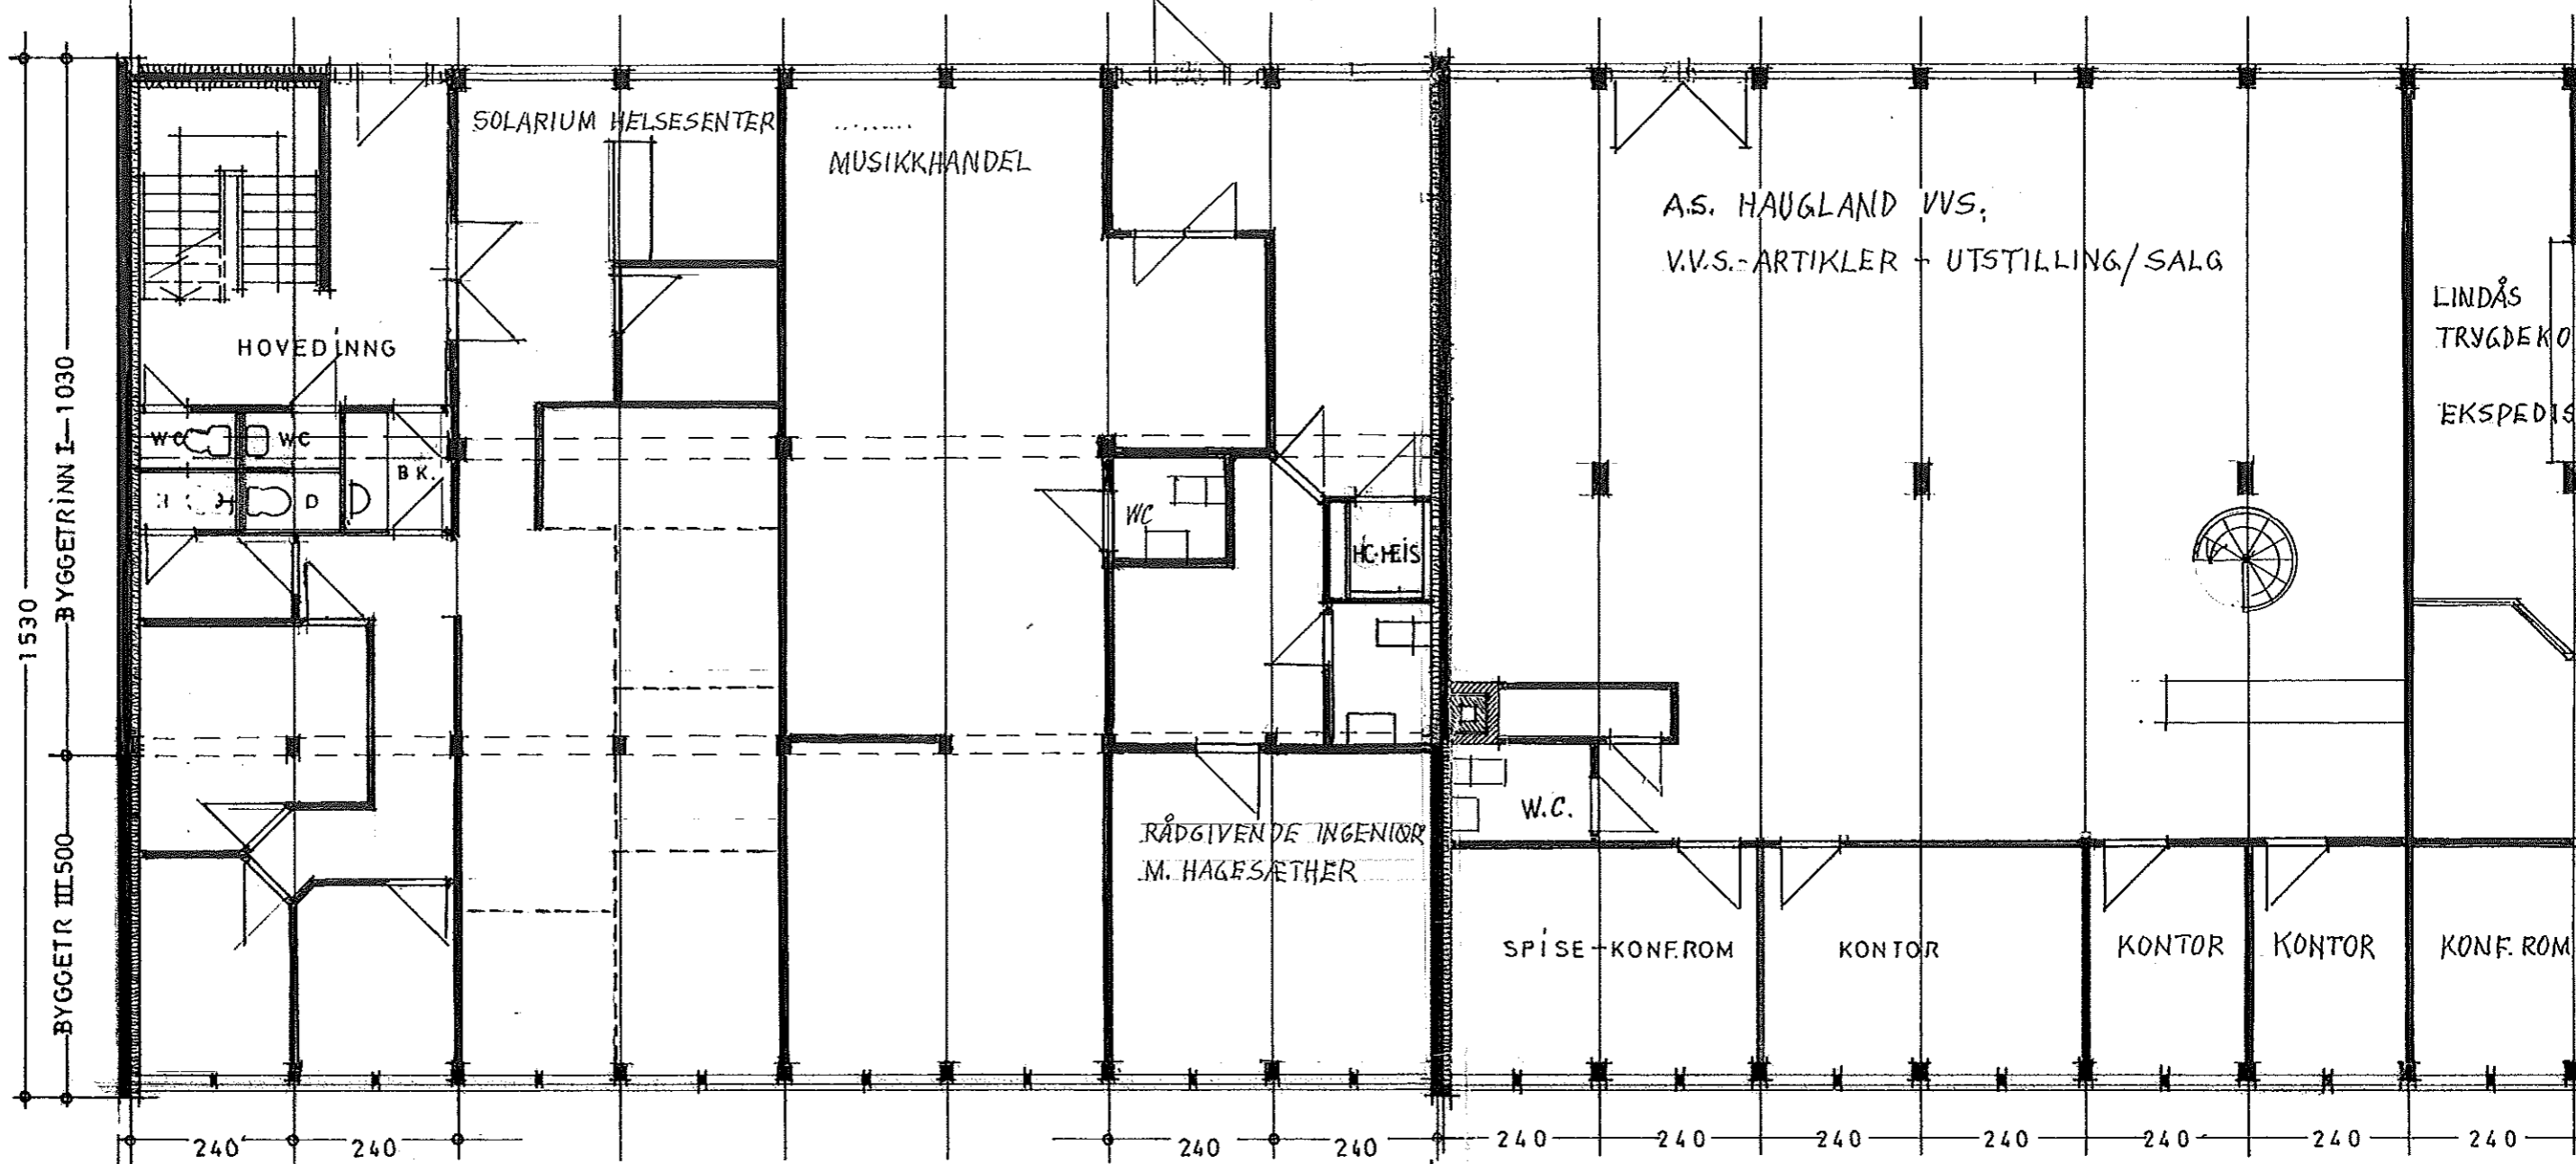 SOLARIUM HELSESENTER
MUSIKKHANDEL
A.S. HAUGLAND VVS.
V.V.S.-ARTIKLER - UTSTILLING/SALG
LINDÅS
TRYGDEKO
EKSPEDIS
HOVEDINNG
WC
WC
BK.
D
WC
HC-HEIS
W.C.
RÅDGIVENDE INGENIØR
M. HAGESÆTHER
SPISE-KONF.ROM
KONTOR
KONTOR
KONTOR
KONF. ROM
1530
BYGGETRINN I 1030
BYGGETR III 500
240
240
240
240
240
240
240
240
240
240
240